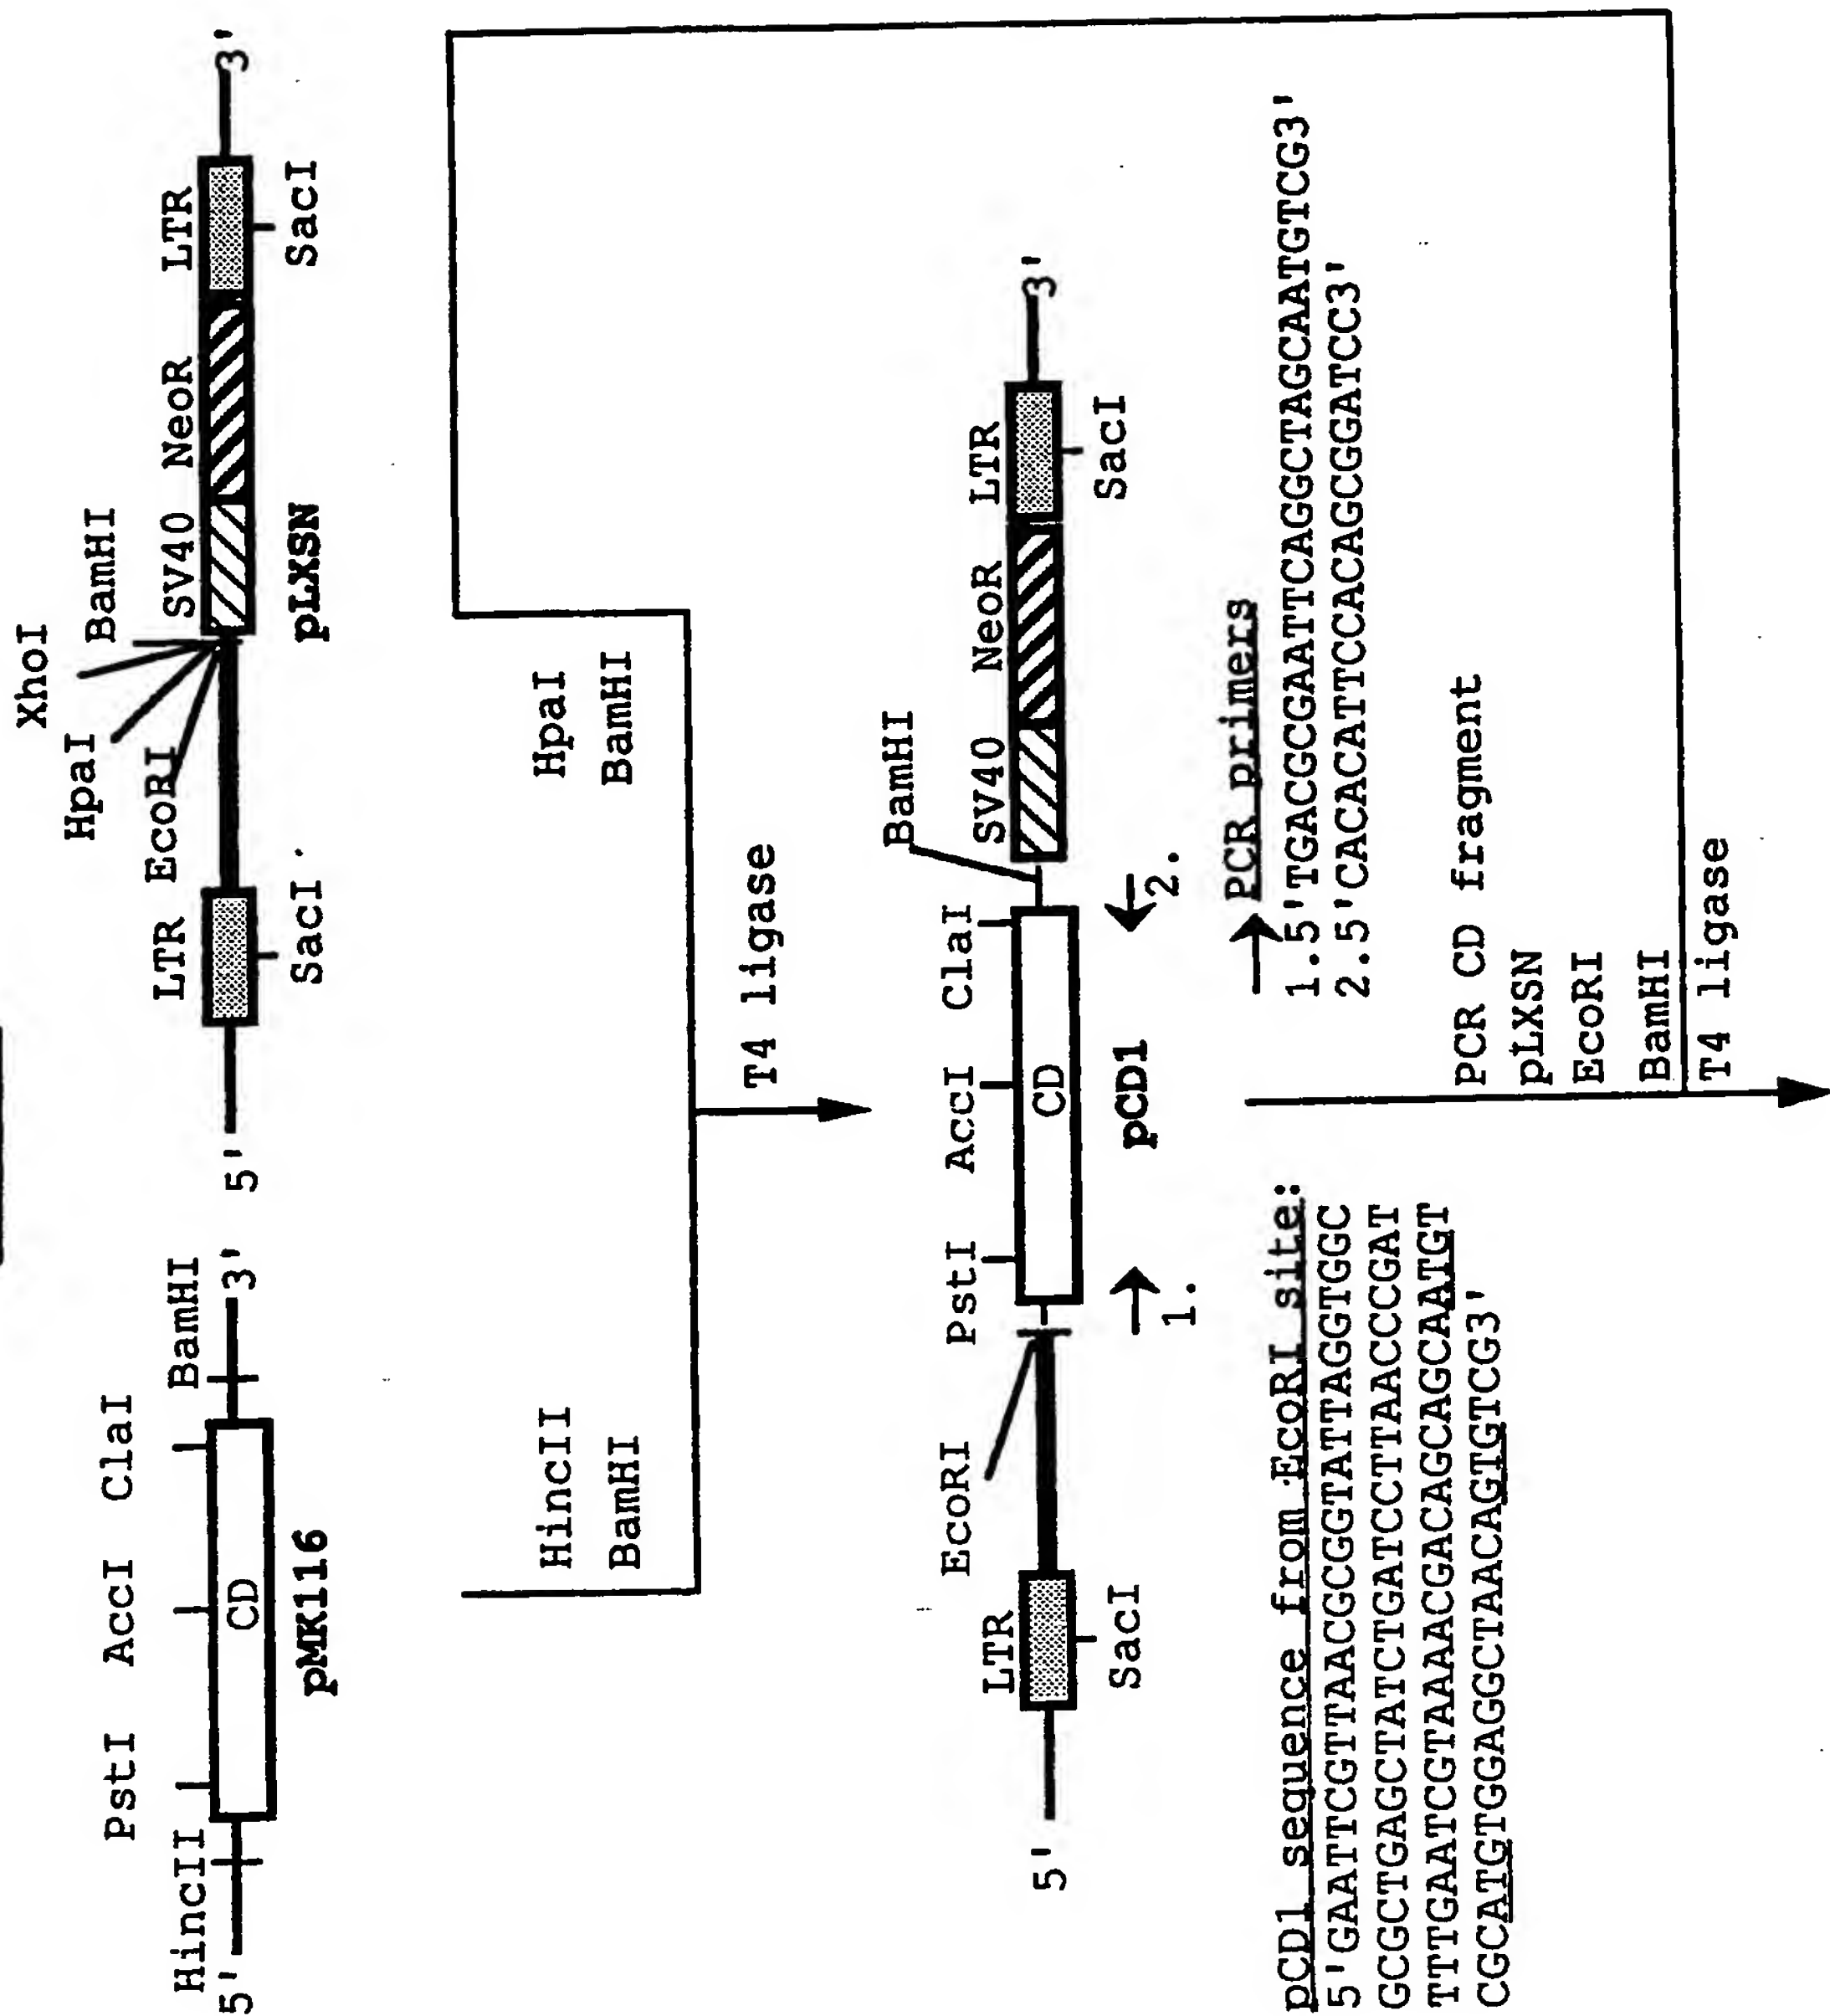 PstI AccI ClaI
HincII
BamHI
5'
CD
3'
pMK116
XhoI
HpaI
BamHI
EcoRI
LTR
SV40 NeoR LTR
5'
3'
SacI
pLXSN
SacI
HincII
BamHI
HpaI
BamHI
T4 ligase
EcoRI
PstI AccI ClaI
BamHI
LTR
SV40 NeoR LTR
5'
CD
3'
SacI
SacI
1.
pCD1
2.
PCR primers
1.5'TGACGCGAATTCAGGCTAGCAATGTCG3'
2.5'CACACATTCCACAGCGGATCC3'
pCD1 sequence from EcoRI site:
5'GAATTCGTTAACGCGGTATTAGGTGGC
GCGCTGAGCTATCTGATCCTTAACCCGAT
TTTGAATCGTAAAACGACAGCAGCAATGT
CGCATGTGGAGGCTAACAGTGTCG3'
PCR CD fragment
pLXSN
EcoRI
BamHI
T4 ligase